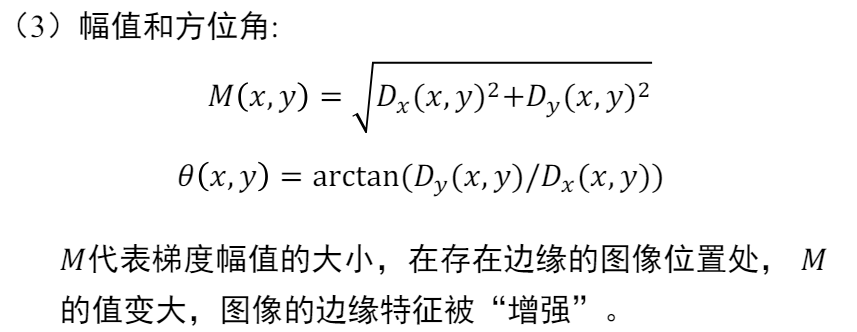 （3）幅值和方位角:
M(x,y) = √(D_x(x,y)²+D_y(x,y)²)
θ(x,y) = arctan(D_y(x,y)/D_x(x,y))
M代表梯度幅值的大小，在存在边缘的图像位置处， M
的值变大，图像的边缘特征被“增强”。